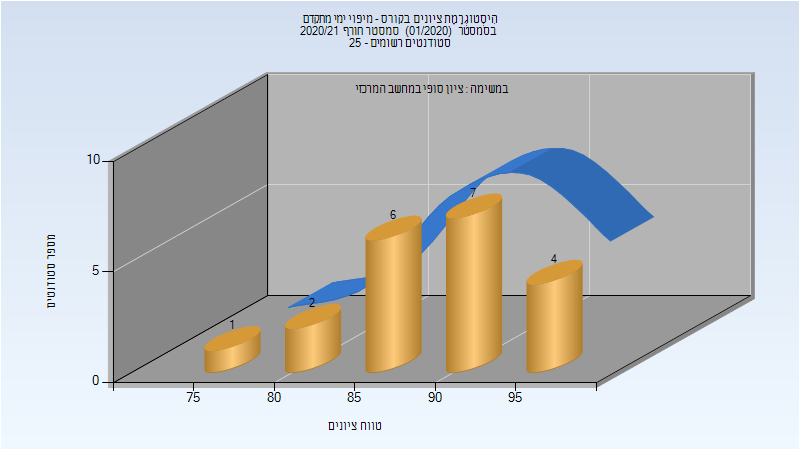 היסטוגרמת ציונים בקורס - מיפוי ימי מתקדם
בסמסטר (01/2020) סמסטר חורף 2020/21
סטודנטים רשומים - 25
במשימה : ציון סופי במחשב המרכזי
10
5
0
מספר סטודנטים
1
2
6
7
4
75
80
85
90
95
טווח ציונים